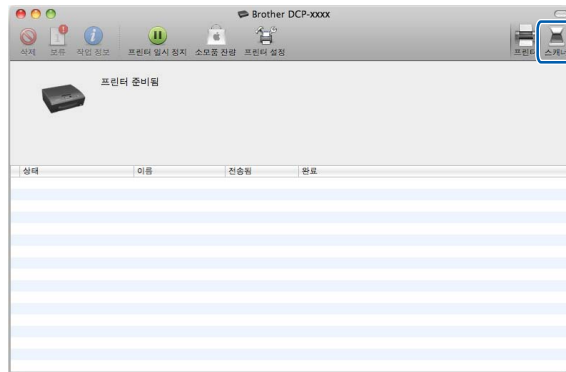 Brother DCP-xxxx
삭제 보류 작업 정보 프린터 일시 정지 소모품 잔량 프린터 설정 프린터 스캐너
프린터 준비됨
상태 이름 전송됨 완료